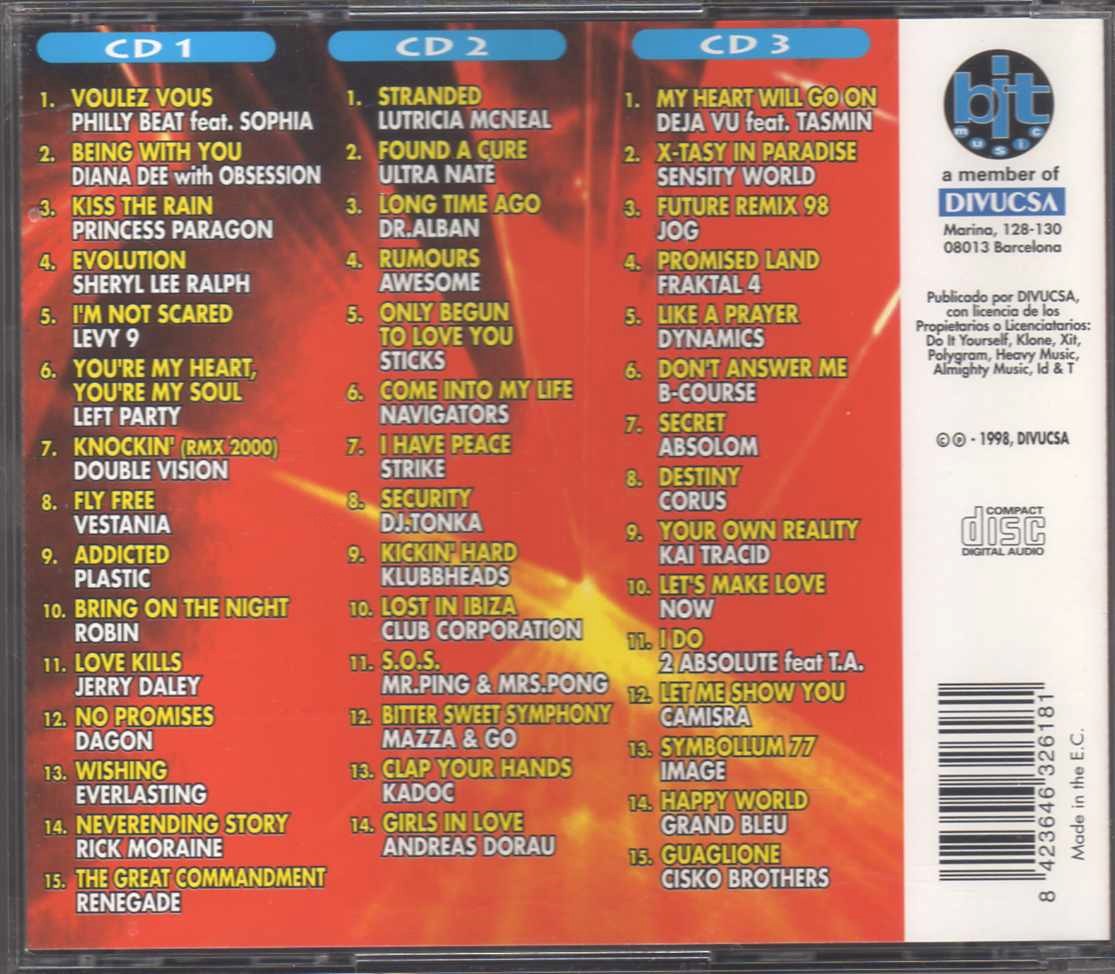 CD 1
1. VOULEZ VOUS
PHILLY BEAT feat. SOPHIA
2. BEING WITH YOU
DIANA DEE with OBSESSION
3. KISS THE RAIN
PRINCESS PARAGON
4. EVOLUTION
SHERYL LEE RALPH
5. I'M NOT SCARED
LEVY 9
6. YOU'RE MY HEART,
YOU'RE MY SOUL
LEFT PARTY
7. KNOCKIN' (RMX 2000)
DOUBLE VISION
8. FLY FREE
VESTANIA
9. ADDICTED
PLASTIC
10. BRING ON THE NIGHT
ROBIN
11. LOVE KILLS
JERRY DALEY
12. NO PROMISES
DAGON
13. WISHING
EVERLASTING
14. NEVERENDING STORY
RICK MORAINE
15. THE GREAT COMMANDMENT
RENEGADE
CD 2
1. STRANDED
LUTRICIA MCNEAL
2. FOUND A CURE
ULTRA NATÉ
3. LONG TIME AGO
DR.ALBAN
4. RUMOURS
AWESOME
5. ONLY BEGUN
TO LOVE YOU
STICKS
6. COME INTO MY LIFE
NAVIGATORS
7. I HAVE PEACE
STRIKE
8. SECURITY
DJ.TONKA
9. KICKIN' HARD
KLUBBHEADS
10. LOST IN IBIZA
CLUB CORPORATION
11. S.O.S.
MR.PING & MRS.PONG
12. BITTER SWEET SYMPHONY
MAZZA & GO
13. CLAP YOUR HANDS
KADOC
14. GIRLS IN LOVE
ANDREAS DORAU
CD 3
1. MY HEART WILL GO ON
DEJA VU feat. TASMIN
2. X-TASY IN PARADISE
SENSITY WORLD
3. FUTURE REMIX 98
JOG
4. PROMISED LAND
FRAKTAL 4
5. LIKE A PRAYER
DYNAMICS
6. DON'T ANSWER ME
B-COURSE
7. SECRET
ABSOLOM
8. DESTINY
CORUS
9. YOUR OWN REALITY
KAI TRACID
10. LET'S MAKE LOVE
NOW
11. I DO
2 ABSOLUTE feat T.A.
12. LET ME SHOW YOU
CAMISRA
13. SYMBOLLUM 77
IMAGE
14. HAPPY WORLD
GRAND BLEU
15. GUAGLIONE
CISKO BROTHERS
bit
music
a member of
DIVUCSA
Marina, 128-130
08013 Barcelona
Publicado por DIVUCSA,
con licencia de los
Propietarios o Licenciatarios:
Do It Yourself, Klone, Xit,
Polygram, Heavy Music,
Almighty Music, Id & T
© ℗ - 1998, DIVUCSA
COMPACT
disc
DIGITAL AUDIO
8 423646 326181
Made in the E.C.